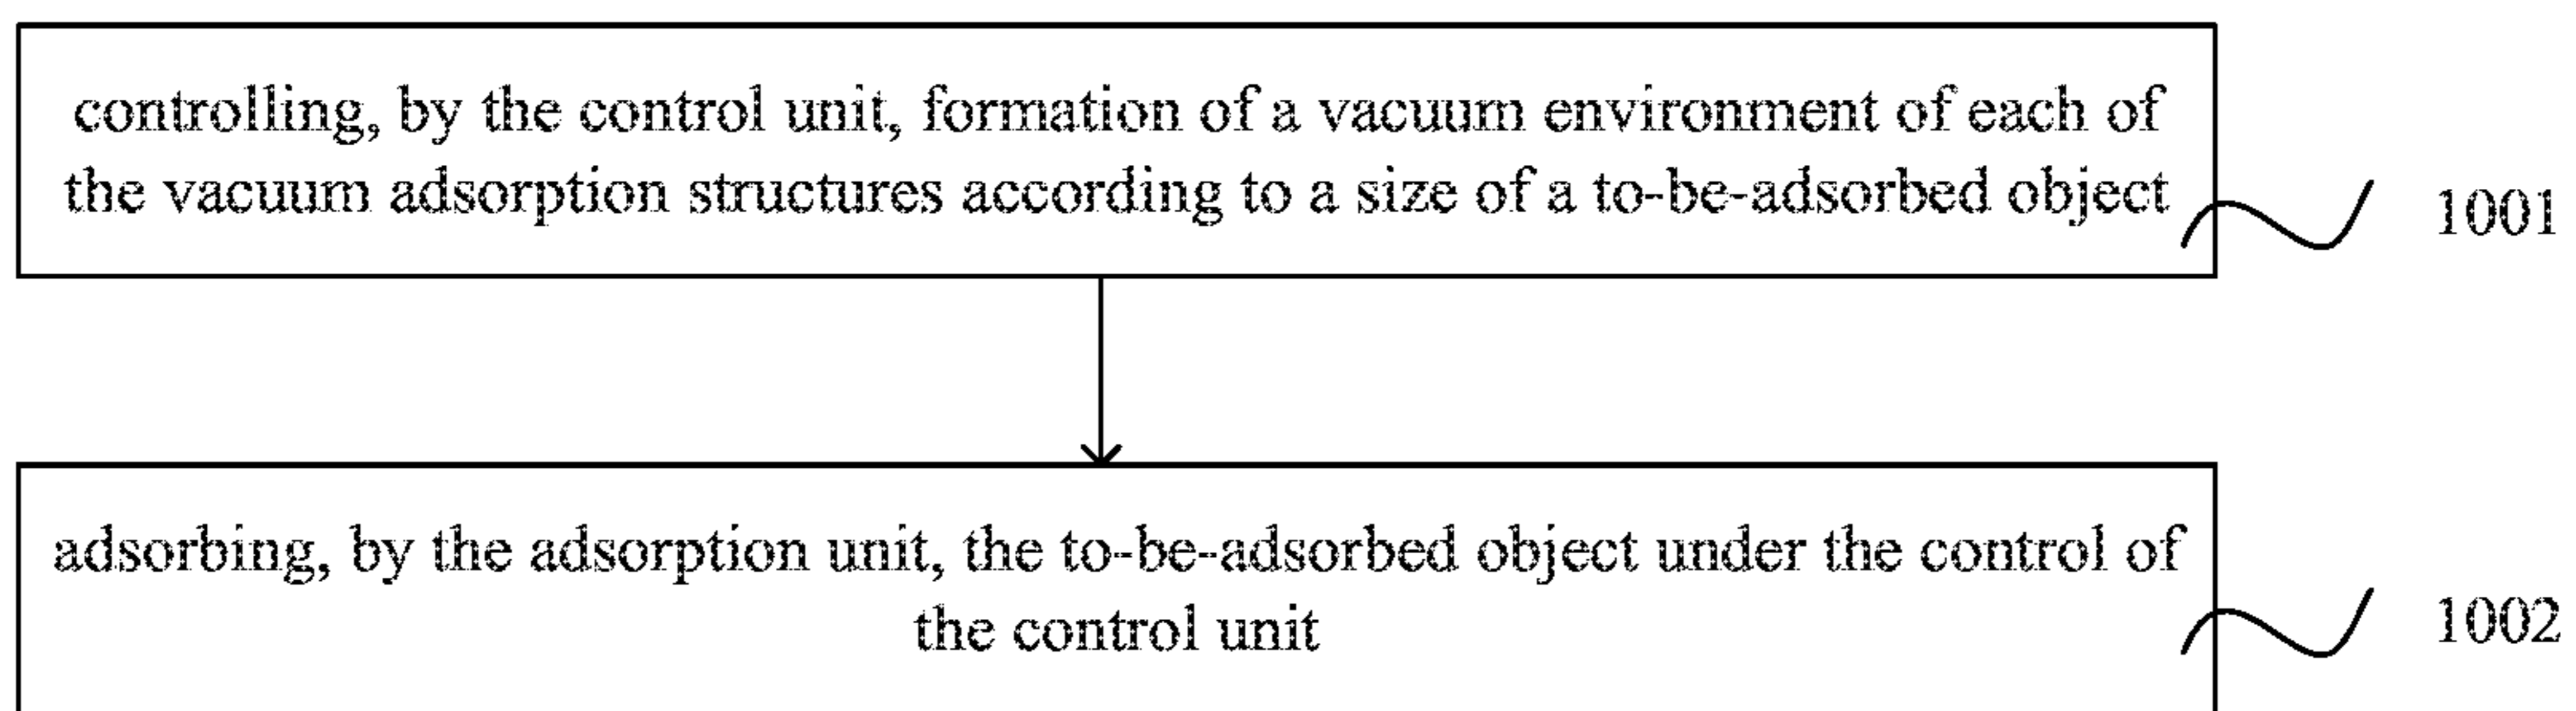 controlling, by the control unit, formation of a vacuum environment of each of
the vacuum adsorption structures according to a size of a to-be-adsorbed object
1001
adsorbing, by the adsorption unit, the to-be-adsorbed object under the control of
the control unit
1002